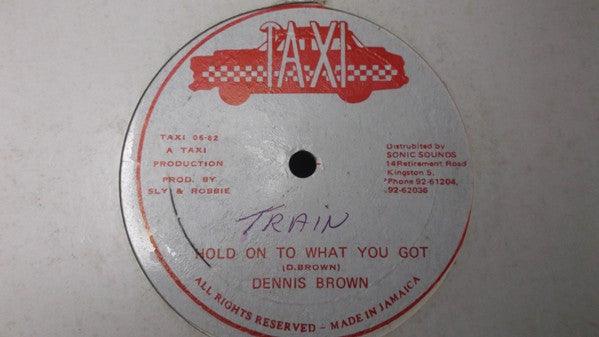 TAXI
TAXI 06-82
A TAXI
PRODUCTION
PROD. BY
SLY & ROBBIE
Distrubited by
SONIC SOUNDS
14 Retirement Road
Kingston 5,
'Phone 92-61204,
92-62036
TRAIN
HOLD ON TO WHAT YOU GOT
(D. BROWN)
DENNIS BROWN
ALL RIGHTS RESERVED - MADE IN JAMAICA